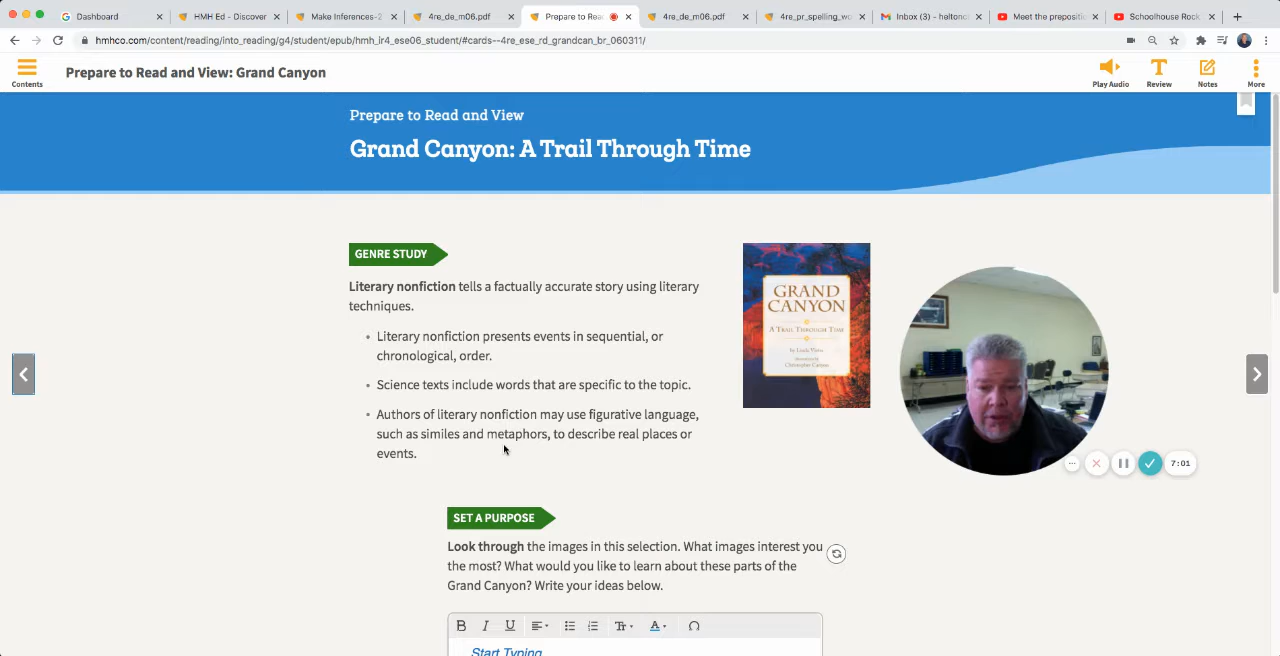 Dashboard
HMH Ed - Discover
Make Inferences-2
4re_de_m06.pdf
Prepare to Rea
4re_de_m06.pdf
4re_pr_spelling_wo
Inbox (3) - heltond
Meet the prepositi
Schoolhouse Rock
hmhco.com/content/reading/into_reading/g4/student/epub/hmh_ir4_ese06_student/#cards--4re_ese_rd_grandcan_br_060311/
Contents
Prepare to Read and View: Grand Canyon
Play Audio
Review
Notes
More
Prepare to Read and View
Grand Canyon: A Trail Through Time
GENRE STUDY
Literary nonfiction tells a factually accurate story using literary
techniques.
• Literary nonfiction presents events in sequential, or
chronological, order.
• Science texts include words that are specific to the topic.
• Authors of literary nonfiction may use figurative language,
such as similes and metaphors, to describe real places or
events.
GRAND
CANYON
A TRAIL THROUGH TIME
by Linda Vieira
Christopher Canyon
7:01
SET A PURPOSE
Look through the images in this selection. What images interest you
the most? What would you like to learn about these parts of the
Grand Canyon? Write your ideas below.
B I U
Start Typing